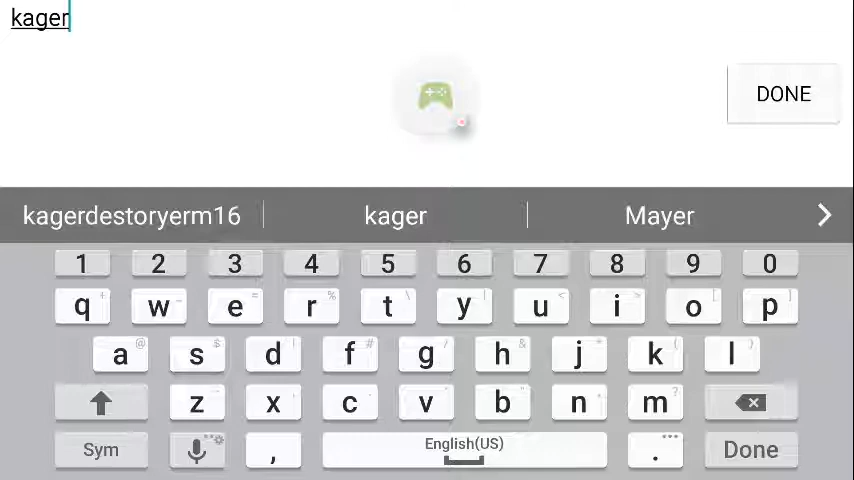 kager
DONE
kagerdestoryerm16 kager Mayer
1 2 3 4 5 6 7 8 9 0
q w e r t y u i o p
a s d f g h j k l
z x c v b n m
Sym , English(US) . Done